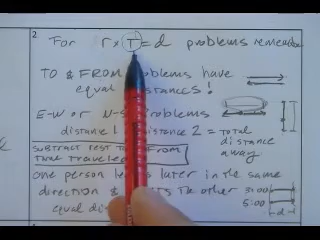 2
For r x T = d problems remember
TO & FROM problems have
equal distances!
E-W or N-S problems
distance 1 distance 2 = total
distance
away
SUBTRACT REST FROM
TIME traveled
one person later in the same
direction & the other 3:00
equal 5:00
d